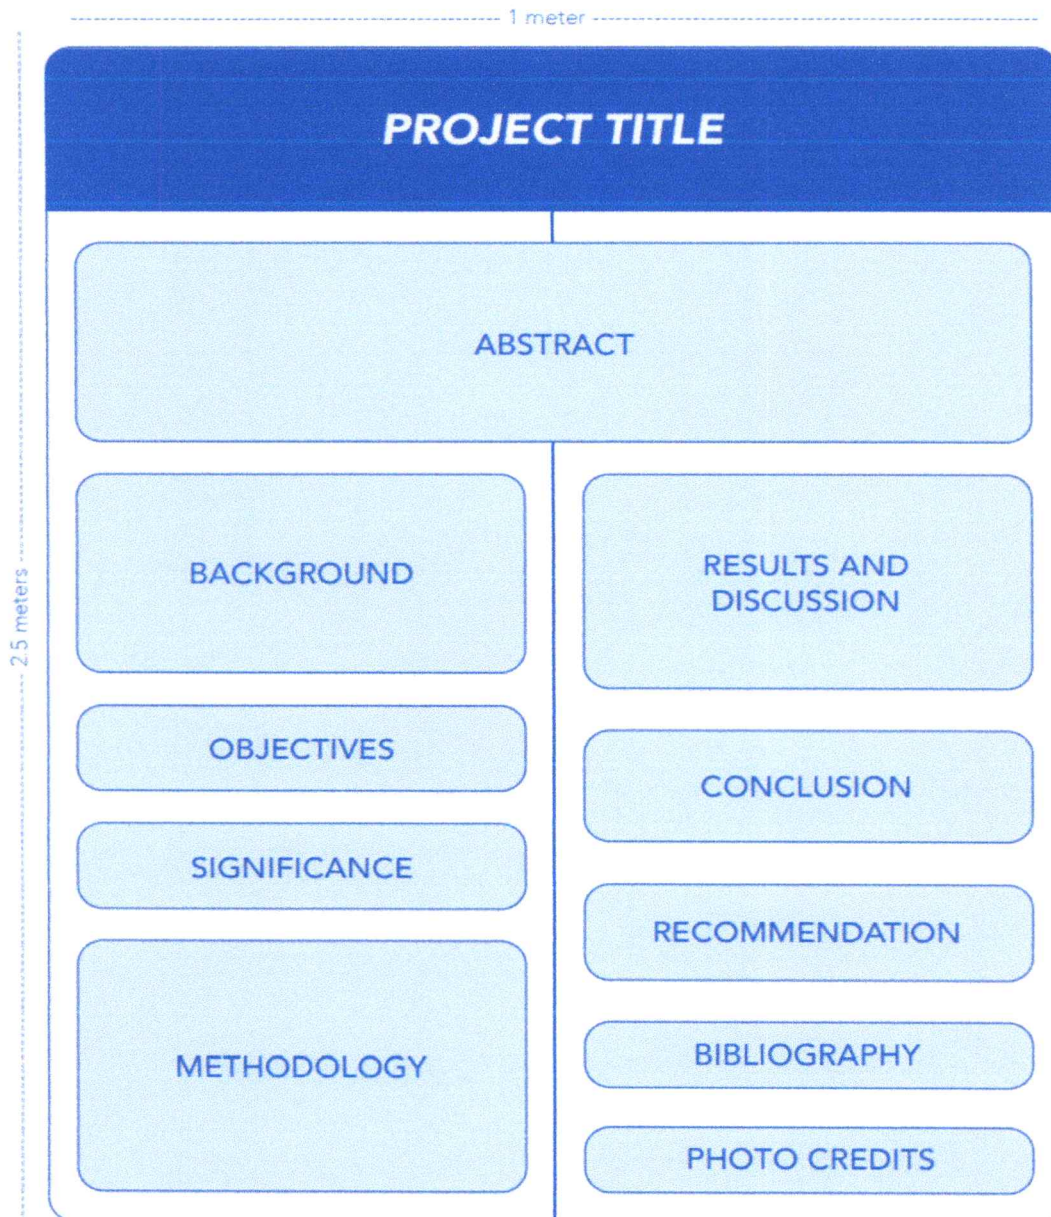 1 meter
PROJECT TITLE
ABSTRACT
2.5 meters
BACKGROUND
OBJECTIVES
SIGNIFICANCE
METHODOLOGY
RESULTS AND
DISCUSSION
CONCLUSION
RECOMMENDATION
BIBLIOGRAPHY
PHOTO CREDITS